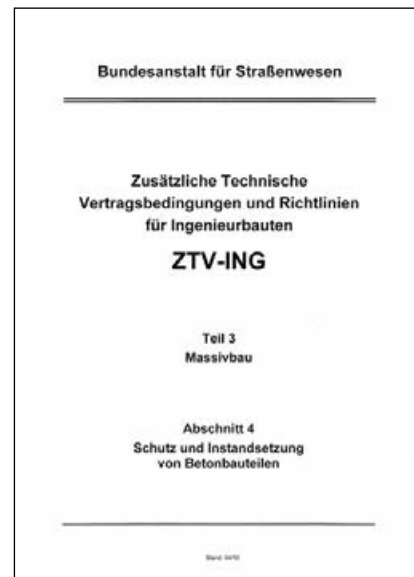 Bundesanstalt für Straßenwesen
Zusätzliche Technische
Vertragsbedingungen und Richtlinien
für Ingenieurbauten
ZTV-ING
Teil 3
Massivbau
Abschnitt 4
Schutz und Instandsetzung
von Betonbauteilen
Stand